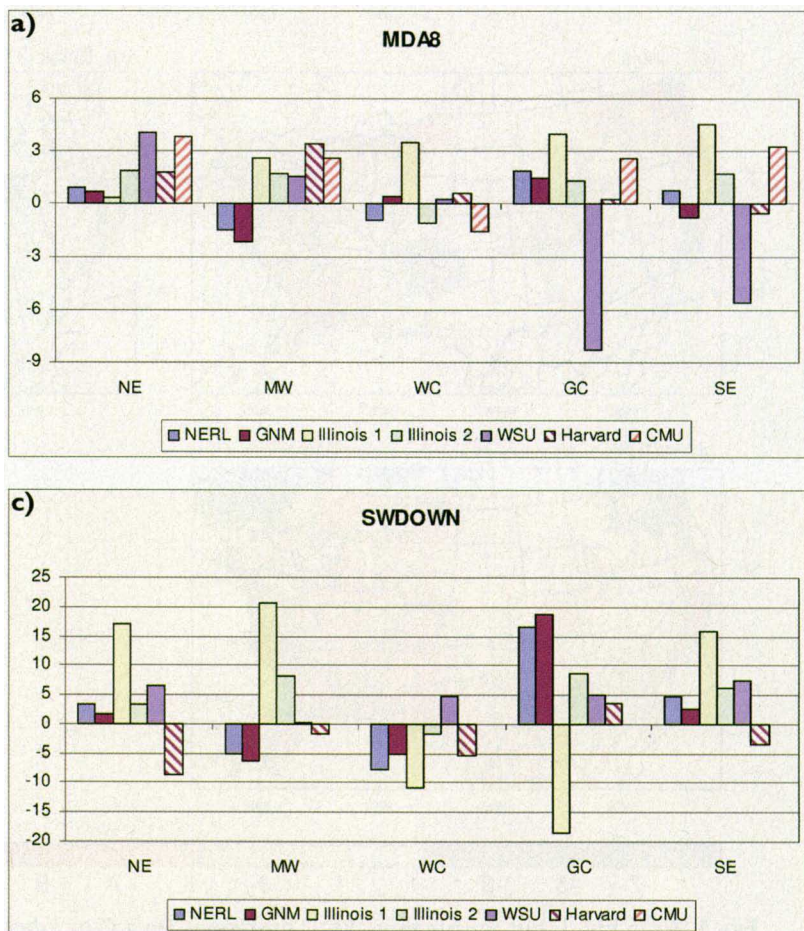 a)
MDA8
6
3
0
-3
-6
-9
NE MW WC GC SE
NERL GNM Illinois 1 Illinois 2 WSU Harvard CMU
c)
SWDOWN
25
20
15
10
5
0
-5
-10
-15
-20
NE MW WC GC SE
NERL GNM Illinois 1 Illinois 2 WSU Harvard CMU